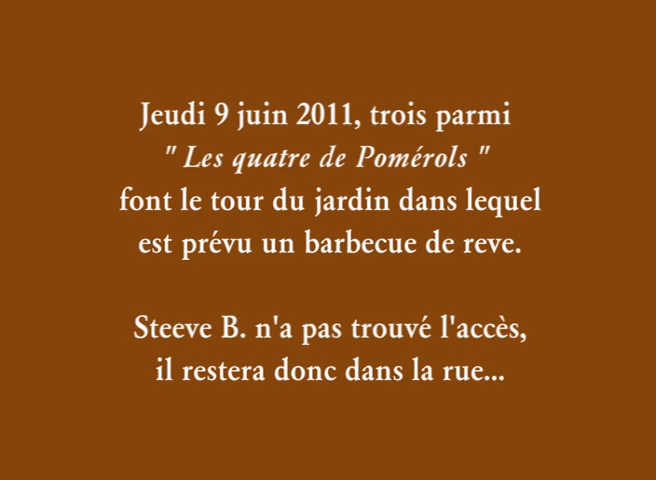 Jeudi 9 juin 2011, trois parmi
" Les quatre de Pomérols "
font le tour du jardin dans lequel
est prévu un barbecue de reve.
Steeve B. n'a pas trouvé l'accès,
il restera donc dans la rue...